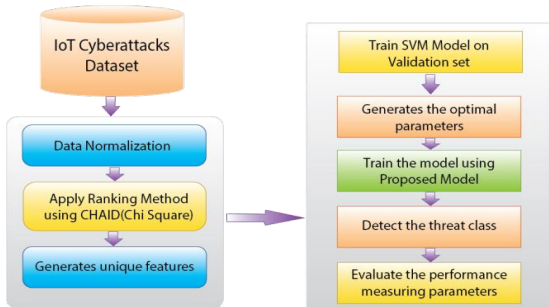 IoT Cyberattacks
Dataset
Data Normalization
Apply Ranking Method
using CHAID(Chi Square)
Generates unique features
Train SVM Model on
Validation set
Generates the optimal
parameters
Train the model using
Proposed Model
Detect the threat class
Evaluate the performance
measuring parameters